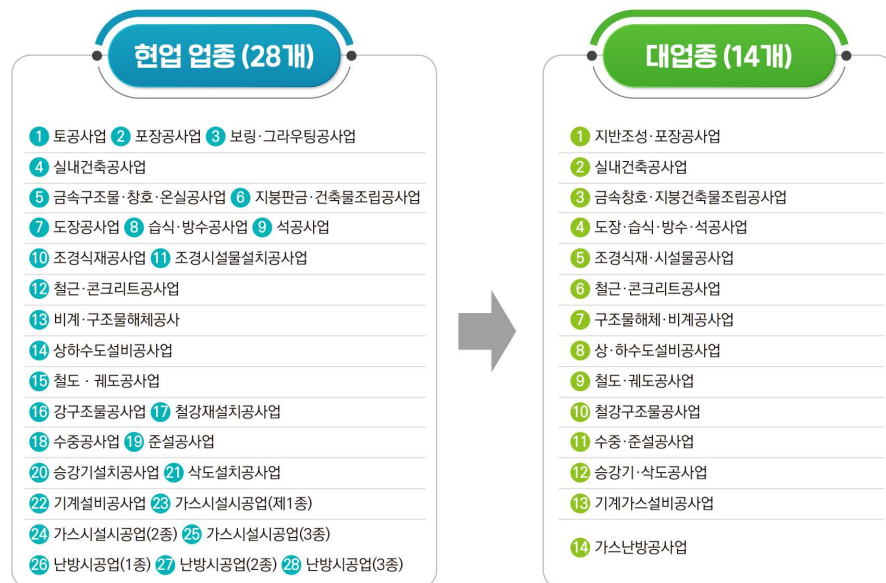 현업 업종 (28개)
1 토공사업 2 포장공사업 3 보링·그라우팅공사업
4 실내건축공사업
5 금속구조물·창호·온실공사업 6 지붕판금·건축물조립공사업
7 도장공사업 8 습식·방수공사업 9 석공사업
10 조경식재공사업 11 조경시설물설치공사업
12 철근·콘크리트공사업
13 비계·구조물해체공사
14 상하수도설비공사업
15 철도 · 궤도공사업
16 강구조물공사업 17 철강재설치공사업
18 수중공사업 19 준설공사업
20 승강기설치공사업 21 삭도설치공사업
22 기계설비공사업 23 가스시설시공업(제1종)
24 가스시설시공업(2종) 25 가스시설시공업(3종)
26 난방시공업(1종) 27 난방시공업(2종) 28 난방시공업(3종)
대업종 (14개)
1 지반조성·포장공사업
2 실내건축공사업
3 금속창호·지붕건축물조립공사업
4 도장·습식·방수·석공사업
5 조경식재·시설물공사업
6 철근·콘크리트공사업
7 구조물해체·비계공사업
8 상·하수도설비공사업
9 철도·궤도공사업
10 철강구조물공사업
11 수중·준설공사업
12 승강기·삭도공사업
13 기계가스설비공사업
14 가스난방공사업